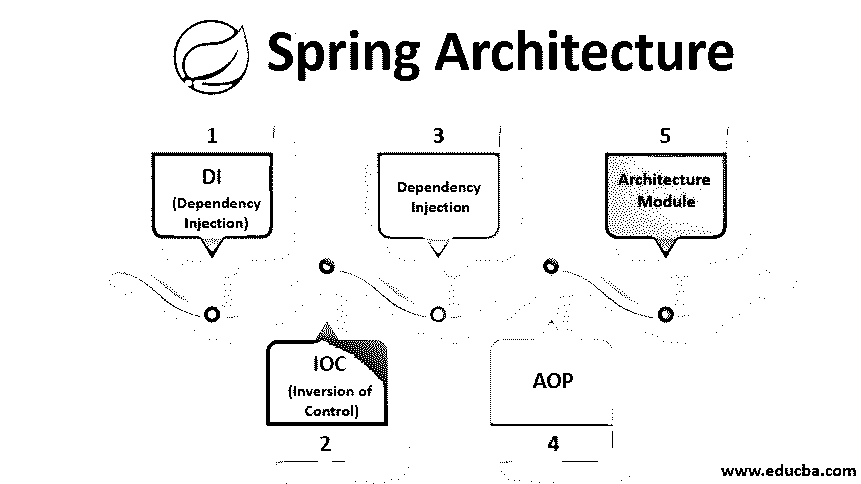 Spring Architecture
1
DI
(Dependency
Injection)
IOC
(Inversion of
Control)
2
3
Dependency
Injection
AOP
4
5
Architecture
Module
www.educba.com